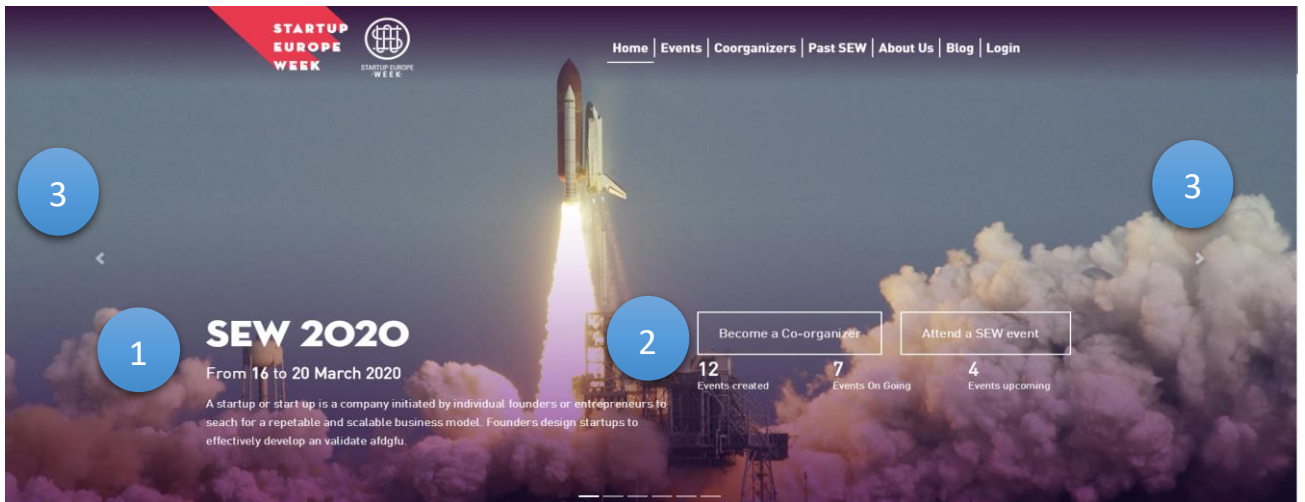 STARTUP
EUROPE
WEEK
STARTUP EUROPE
WEEK
Home | Events | Coorganizers | Past SEW | About Us | Blog | Login
3
3
1
SEW 2020
From 16 to 20 March 2020
A startup or start up is a company initiated by individual founders or entrepreneurs to
seach for a repetable and scalable business model. Founders design startups to
effectively develop an validate afdgfu.
2
Become a Co-organizer
Attend a SEW event
12
Events created
7
Events On Going
4
Events upcoming